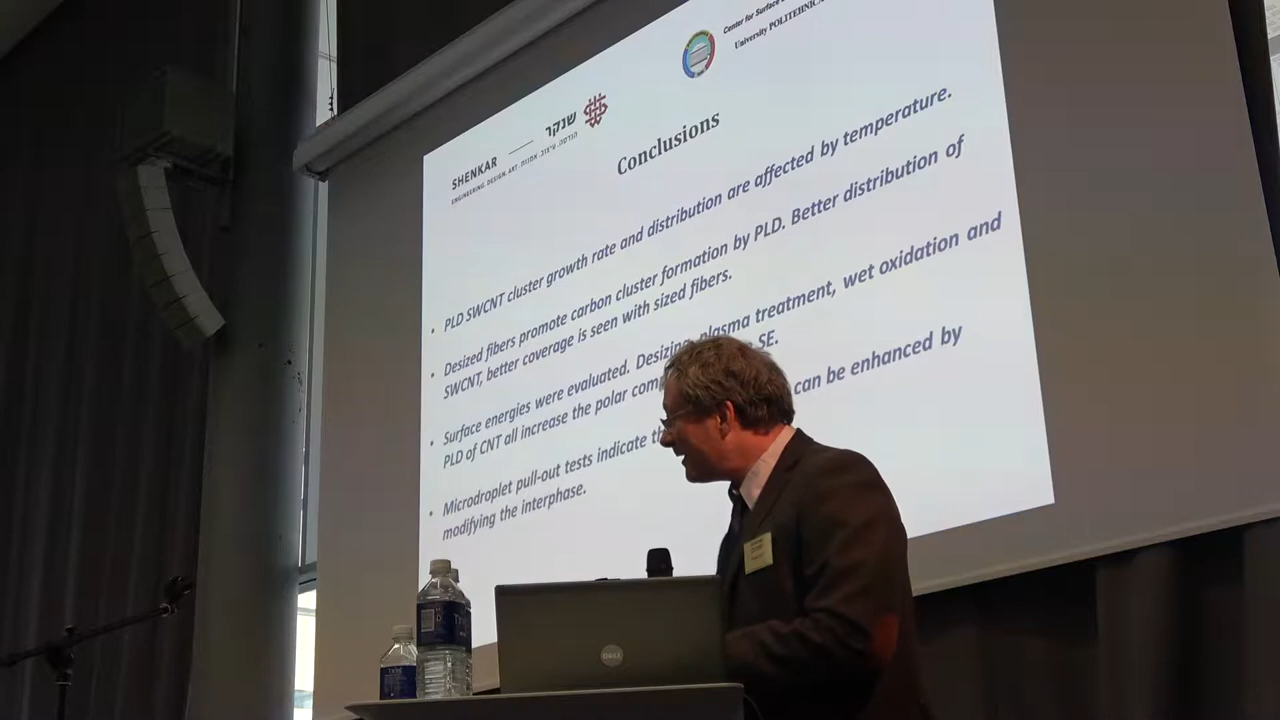 Center for Surface
University POLITEHNICA
שנקר
הנדסה. עיצוב. אמנות.
SHENKAR
ENGINEERING. DESIGN. ART.
Conclusions
• PLD SWCNT cluster growth rate and distribution are affected by temperature.
• Desized fibers promote carbon cluster formation by PLD. Better distribution of
SWCNT, better coverage is seen with sized fibers.
• Surface energies were evaluated. Desizing, plasma treatment, wet oxidation and
PLD of CNT all increase the polar SE.
• Microdroplet pull-out tests indicate can be enhanced by
modifying the interphase.
DELL